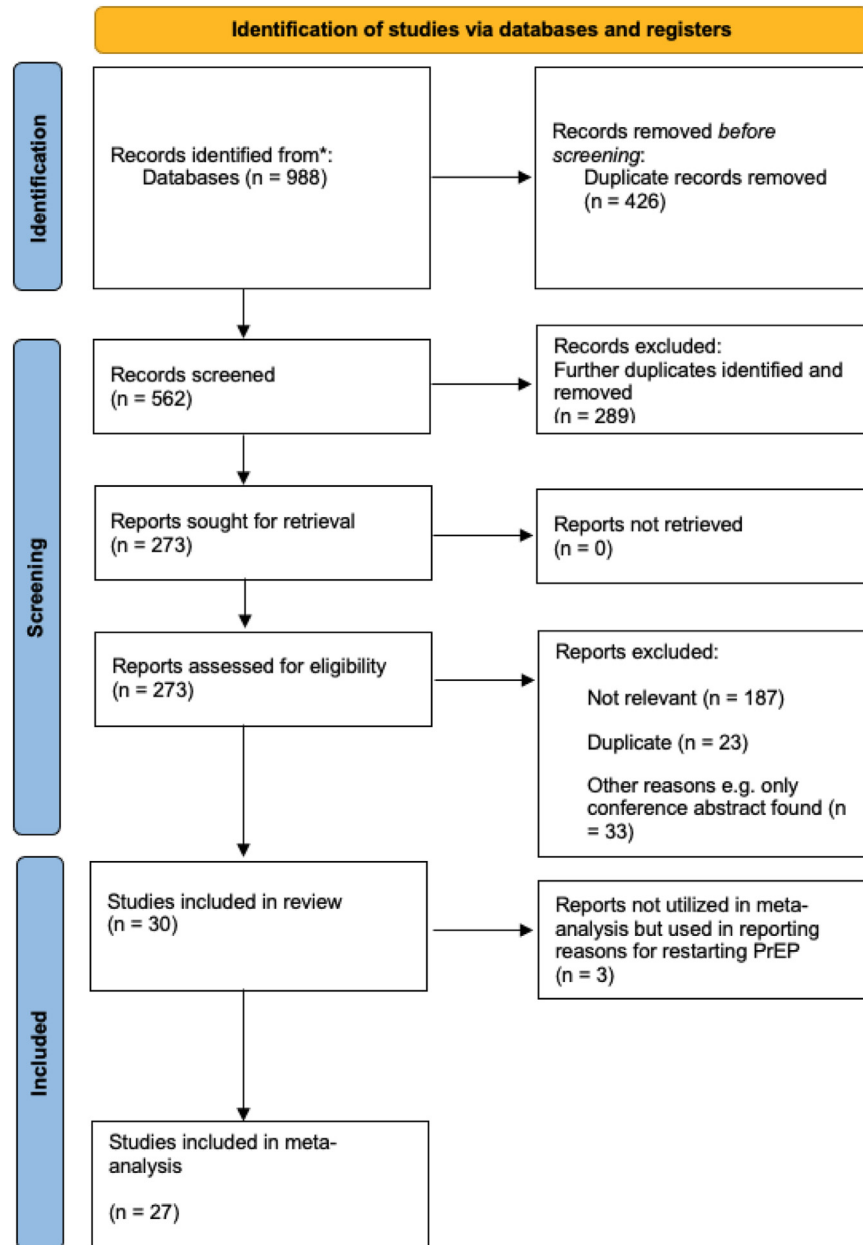 Identification of studies via databases and registers
Identification
Records identified from*:
Databases (n = 988)
Records removed before
screening:
Duplicate records removed
(n = 426)
Screening
Records screened
(n = 562)
Records excluded:
Further duplicates identified and
removed
(n = 289)
Reports sought for retrieval
(n = 273)
Reports not retrieved
(n = 0)
Reports assessed for eligibility
(n = 273)
Reports excluded:
Not relevant (n = 187)
Duplicate (n = 23)
Other reasons e.g. only
conference abstract found (n
= 33)
Included
Studies included in review
(n = 30)
Reports not utilized in meta-
analysis but used in reporting
reasons for restarting PrEP
(n = 3)
Studies included in meta-
analysis
(n = 27)